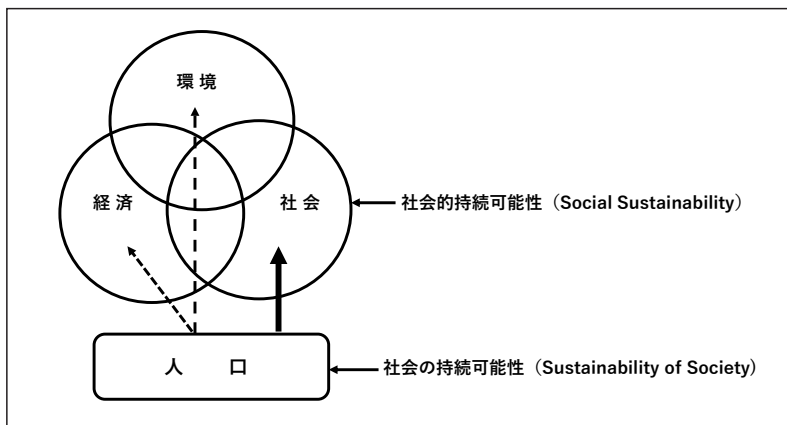 環 境
経 済
社 会
社会的持続可能性（Social Sustainability）
人 口
社会の持続可能性（Sustainability of Society）